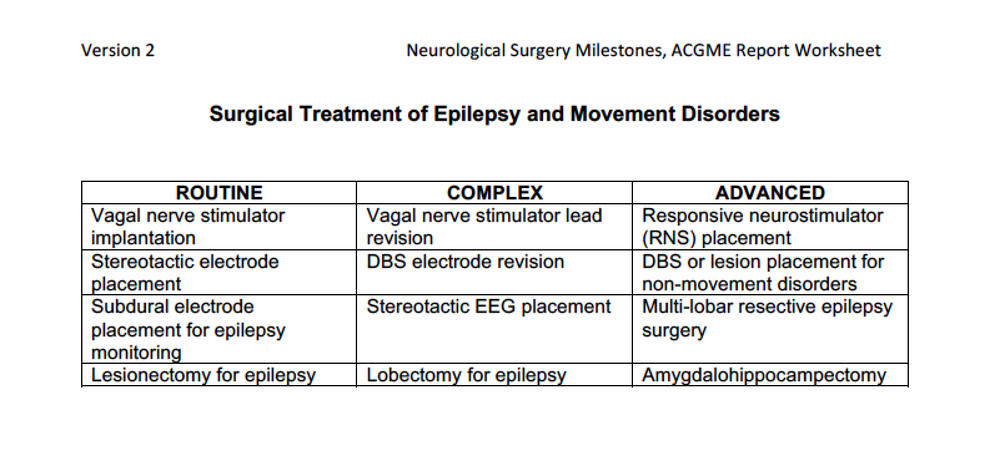 Version 2
Neurological Surgery Milestones, ACGME Report Worksheet
Surgical Treatment of Epilepsy and Movement Disorders
ROUTINE
COMPLEX
ADVANCED
Vagal nerve stimulator
implantation
Vagal nerve stimulator lead
revision
Responsive neurostimulator
(RNS) placement
Stereotactic electrode
placement
DBS electrode revision
DBS or lesion placement for
non-movement disorders
Subdural electrode
placement for epilepsy
monitoring
Stereotactic EEG placement
Multi-lobar resective epilepsy
surgery
Lesionectomy for epilepsy
Lobectomy for epilepsy
Amygdalohippocampectomy